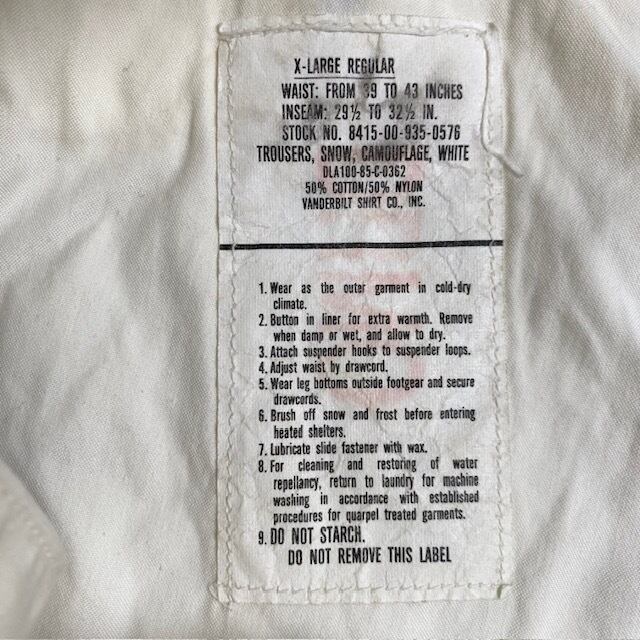 X-LARGE REGULAR
WAIST: FROM 39 TO 43 INCHES
INSEAM: 29½ TO 32½ IN.
STOCK NO. 8415-00-935-0576
TROUSERS, SNOW, CAMOUFLAGE, WHITE
DLA100-85-C-0362
50% COTTON/50% NYLON
VANDERBILT SHIRT CO., INC.
1. Wear as the outer garment in cold-dry
climate.
2. Button in liner for extra warmth. Remove
when damp or wet, and allow to dry.
3. Attach suspender hooks to suspender loops.
4. Adjust waist by drawcord.
5. Wear leg bottoms outside footgear and secure
drawcords.
6. Brush off snow and frost before entering
heated shelters.
7. Lubricate slide fastener with wax.
8. For cleaning and restoring of water
repellancy, return to laundry for machine
washing in accordance with established
procedures for quarpel treated garments.
9. DO NOT STARCH.
DO NOT REMOVE THIS LABEL